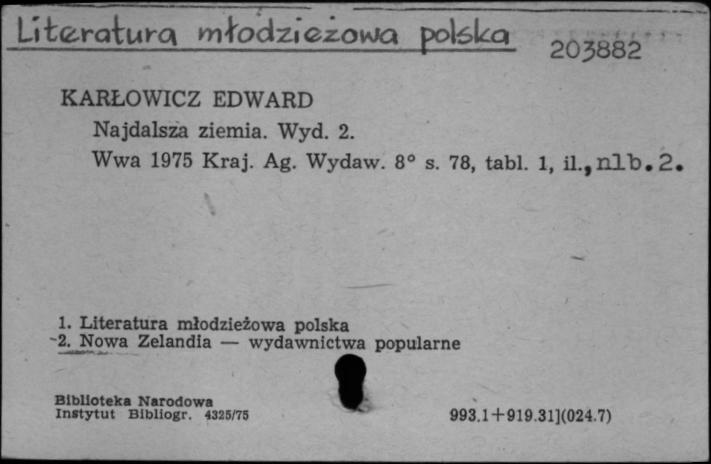 Literatura młodzieżowa polska
203882
KARŁOWICZ EDWARD
Najdalsza ziemia. Wyd. 2.
Wwa 1975 Kraj. Ag. Wydaw. 8° s. 78, tabl. 1, il., nlb. 2.
1. Literatura młodzieżowa polska
2. Nowa Zelandia — wydawnictwa popularne
Biblioteka Narodowa
Instytut Bibliogr. 4325/75
993.1+919.31](024.7)